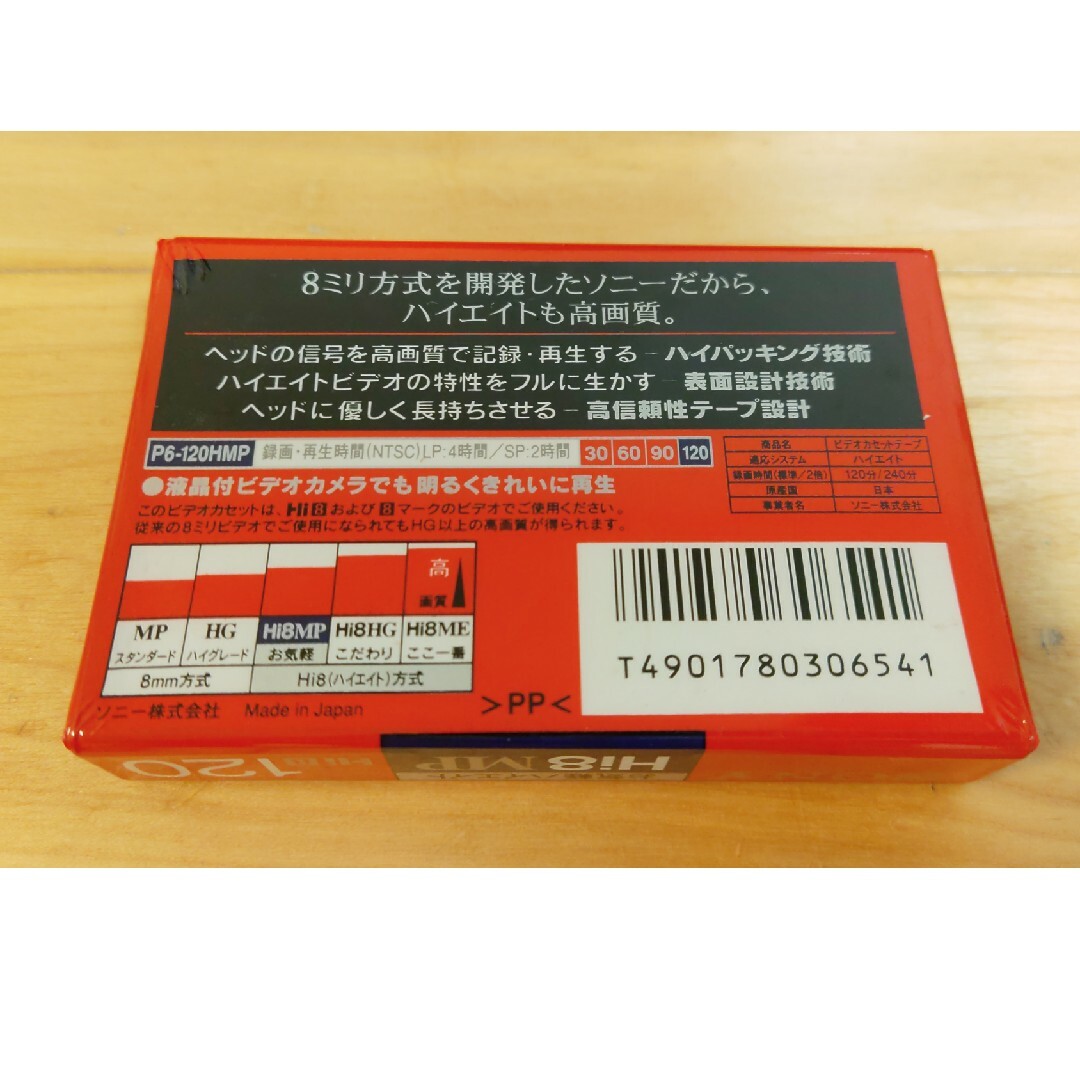 8ミリ方式を開発したソニーだから、
ハイエイトも高画質。
ヘッドの信号を高画質で記録・再生する－ハイパッキング技術
ハイエイトビデオの特性をフルに生かす－表面設計技術
ヘッドに優しく長持ちさせる－高信頼性テープ設計
P6-120HMP 録画・再生時間(NTSC)LP:4時間／SP:2時間 30 60 90 120
●液晶付ビデオカメラでも明るくきれいに再生
このビデオカセットは、Hi8および8マークのビデオでご使用ください。
従来の8ミリビデオでご使用になられてもHG以上の高画質が得られます。
商品名 ビデオカセットテープ
適応システム ハイエイト
録画時間(標準／2倍) 120分/240分
原産国 日本
事業者名 ソニー株式会社
高
画質
MP HG Hi8MP Hi8HG Hi8ME
スタンダード ハイグレード お気軽 こだわり ここ一番
8mm方式 Hi8(ハイエイト)方式
ソニー株式会社 Made in Japan
>PP<
T4901780306541
Hi8MP
お気軽ハイエイト
120